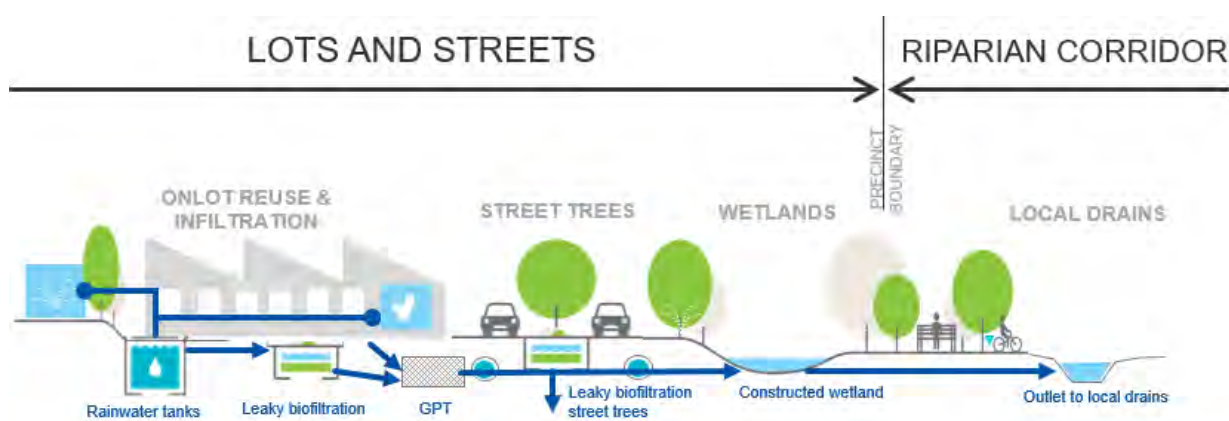 LOTS AND STREETS
RIPARIAN CORRIDOR
PRECINCT
BOUNDARY
ONLOT REUSE &
INFILTRATION
STREET TREES
WETLANDS
LOCAL DRAINS
Rainwater tanks
Leaky biofiltration
GPT
Leaky biofiltration
street trees
Constructed wetland
Outlet to local drains